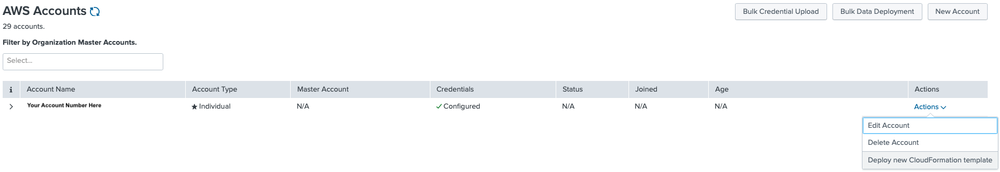 AWS Accounts
Bulk Credential Upload Bulk Data Deployment New Account
29 accounts.
Filter by Organization Master Accounts.
Select...
i Account Name Account Type Master Account Credentials Status Joined Age Actions
Your Account Number Here Individual N/A Configured N/A N/A N/A Actions
Edit Account
Delete Account
Deploy new CloudFormation template